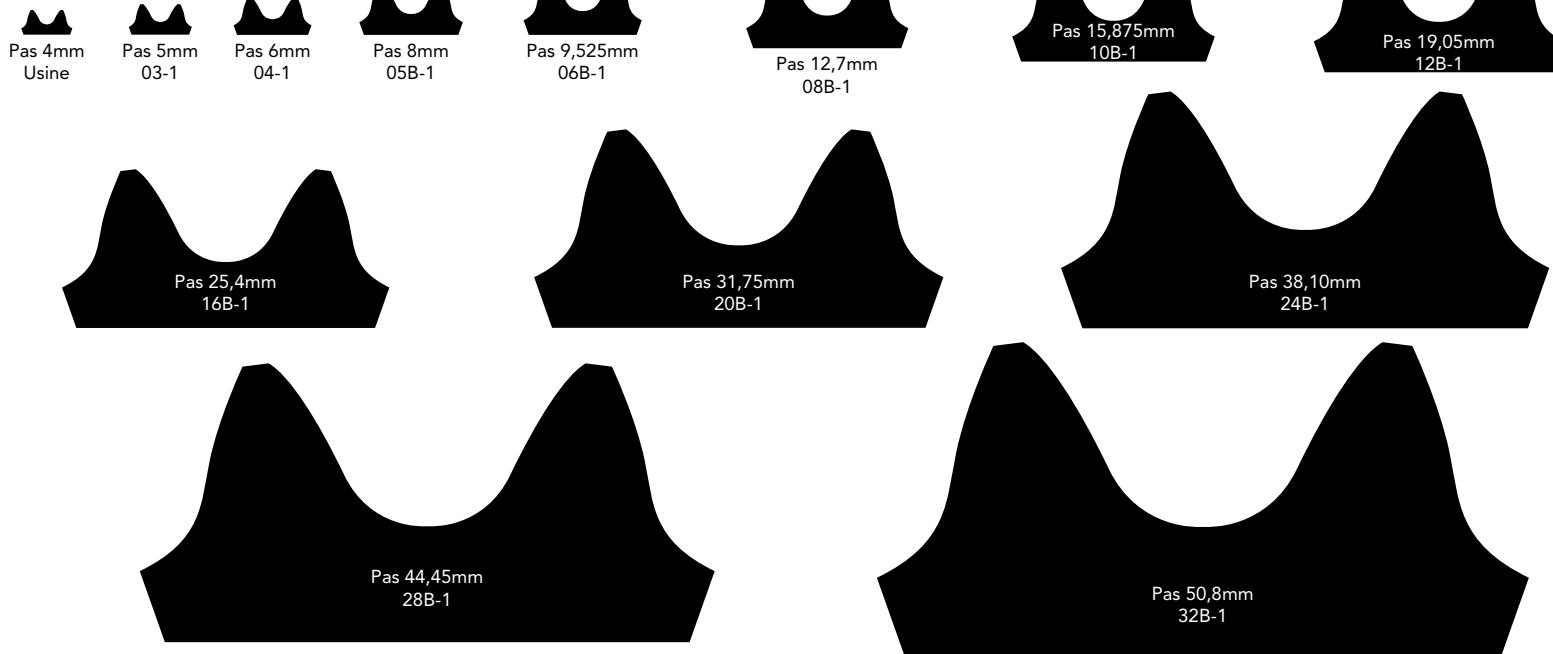 Pas 4mm
Usine
Pas 5mm
03-1
Pas 6mm
04-1
Pas 8mm
05B-1
Pas 9,525mm
06B-1
Pas 12,7mm
08B-1
Pas 15,875mm
10B-1
Pas 19,05mm
12B-1
Pas 25,4mm
16B-1
Pas 31,75mm
20B-1
Pas 38,10mm
24B-1
Pas 44,45mm
28B-1
Pas 50,8mm
32B-1